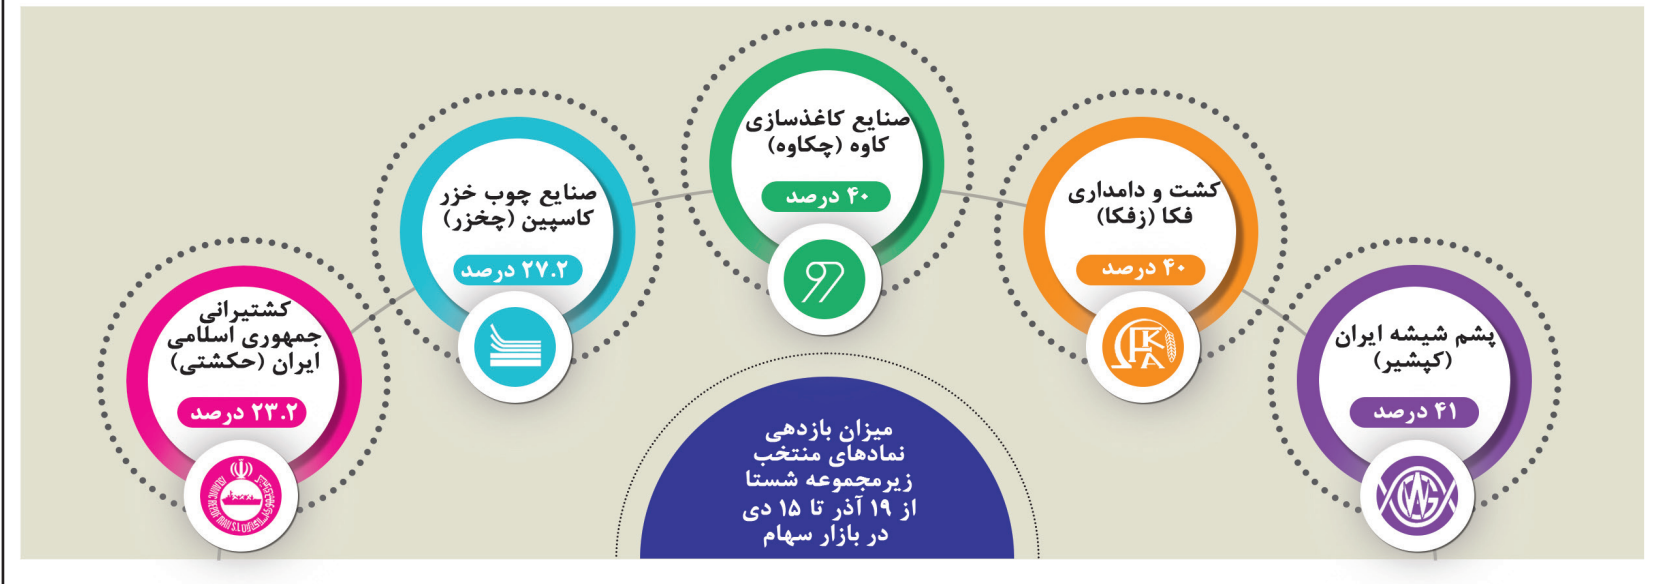 پشم شیشه ایران
(کپشیر)
۴۱ درصد
کشت و دامداری
فکا (زفکا)
۴۰ درصد
FKA
صنایع کاغذسازی
کاوه (چکاوه)
۴۰ درصد
صنایع چوب خزر
کاسپین (چخزر)
۲۷.۲ درصد
کشتیرانی
جمهوری اسلامی
ایران (حکشتی)
۲۳.۲ درصد
میزان بازدهی
نمادهای منتخب
زیرمجموعه شستا
از ۱۹ آذر تا ۱۵ دی
در بازار سهام